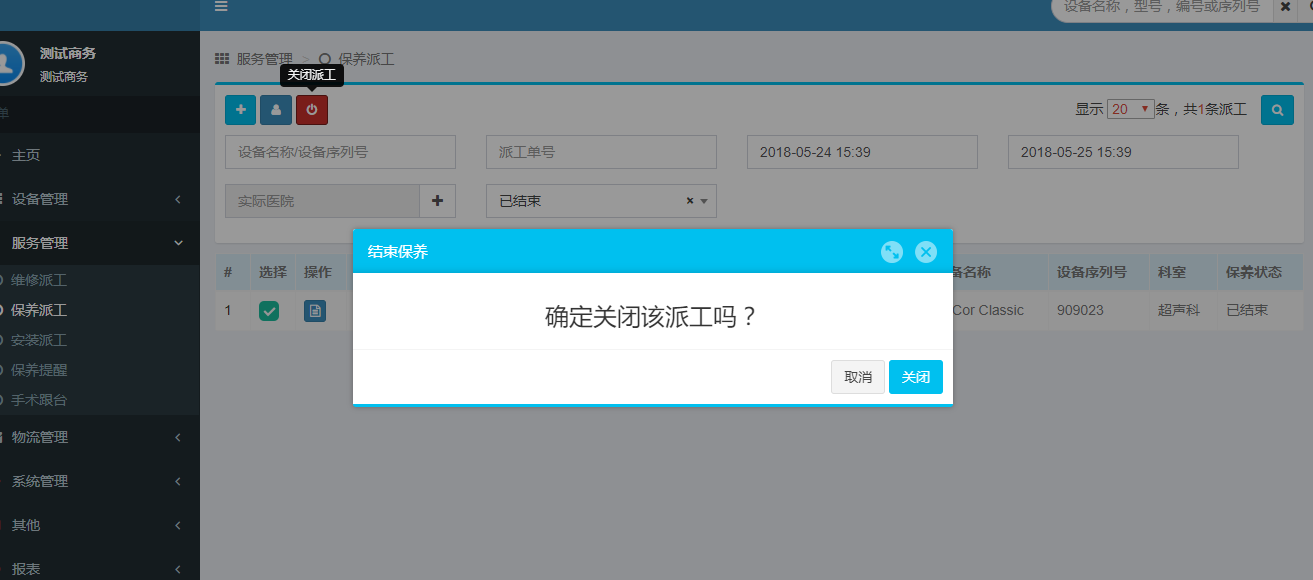 设备名称，型号，编号或序列号
测试商务
测试商务
单
服务管理 > 保养派工
关闭派工
显示 20 条，共1条派工
主页
设备管理
服务管理
维修派工
保养派工
安装派工
保养提醒
手术跟台
物流管理
系统管理
其他
报表
设备名称/设备序列号
派工单号
2018-05-24 15:39
2018-05-25 15:39
实际医院
已结束
结束保养
确定关闭该派工吗？
取消
关闭
# 选择 操作 备名称 设备序列号 科室 保养状态
1 Cor Classic 909023 超声科 已结束